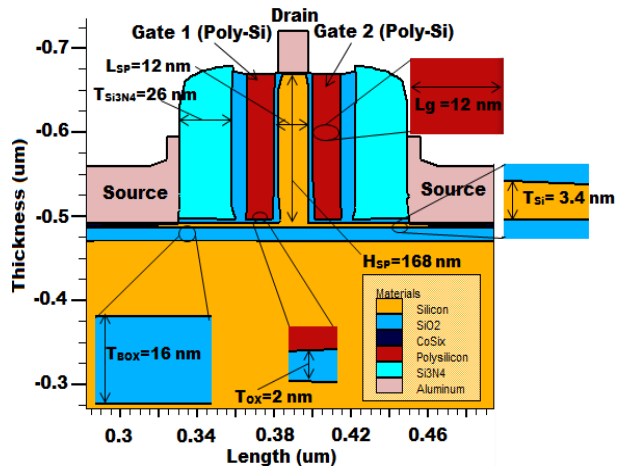 Drain
Gate 1 (Poly-Si)
Gate 2 (Poly-Si)
LSP=12 nm
TSi3N4=26 nm
Lg=12 nm
Source
Source
TSi= 3.4 nm
HSP=168 nm
TBOX=16 nm
TOX=2 nm
Materials
Silicon
SiO2
CoSix
Polysilicon
Si3N4
Aluminum
Thickness (um)
-0.7
-0.6
-0.5
-0.4
-0.3
0.3
0.34
0.38
0.42
0.46
Length (um)